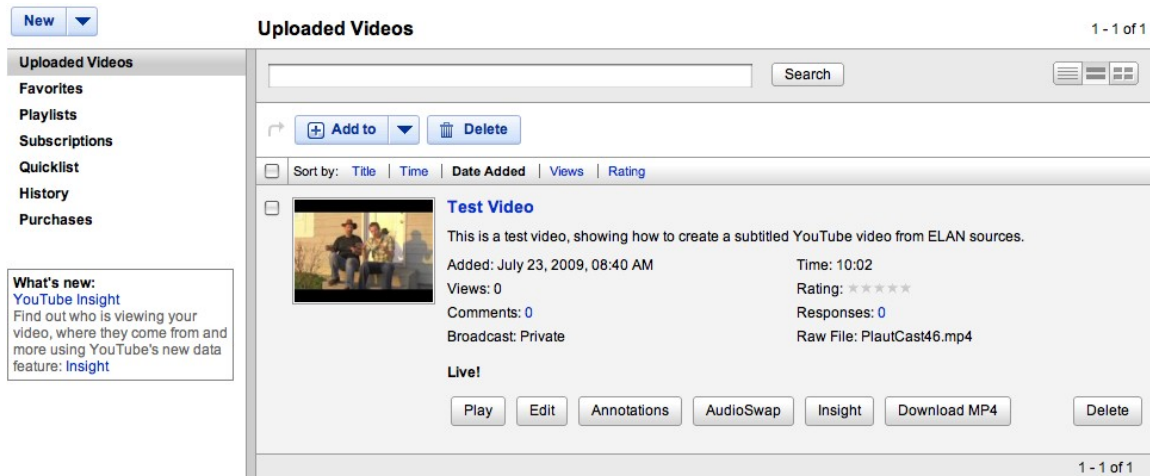 New
Uploaded Videos
1 - 1 of 1
Uploaded Videos
Favorites
Playlists
Subscriptions
Quicklist
History
Purchases
What's new:
YouTube Insight
Find out who is viewing your
video, where they come from and
more using YouTube's new data
feature: Insight
Search
Add to
Delete
Sort by: Title | Time | Date Added | Views | Rating
Test Video
This is a test video, showing how to create a subtitled YouTube video from ELAN sources.
Added: July 23, 2009, 08:40 AM
Time: 10:02
Views: 0
Rating:
Comments: 0
Responses: 0
Broadcast: Private
Raw File: PlautCast46.mp4
Live!
Play
Edit
Annotations
AudioSwap
Insight
Download MP4
Delete
1 - 1 of 1